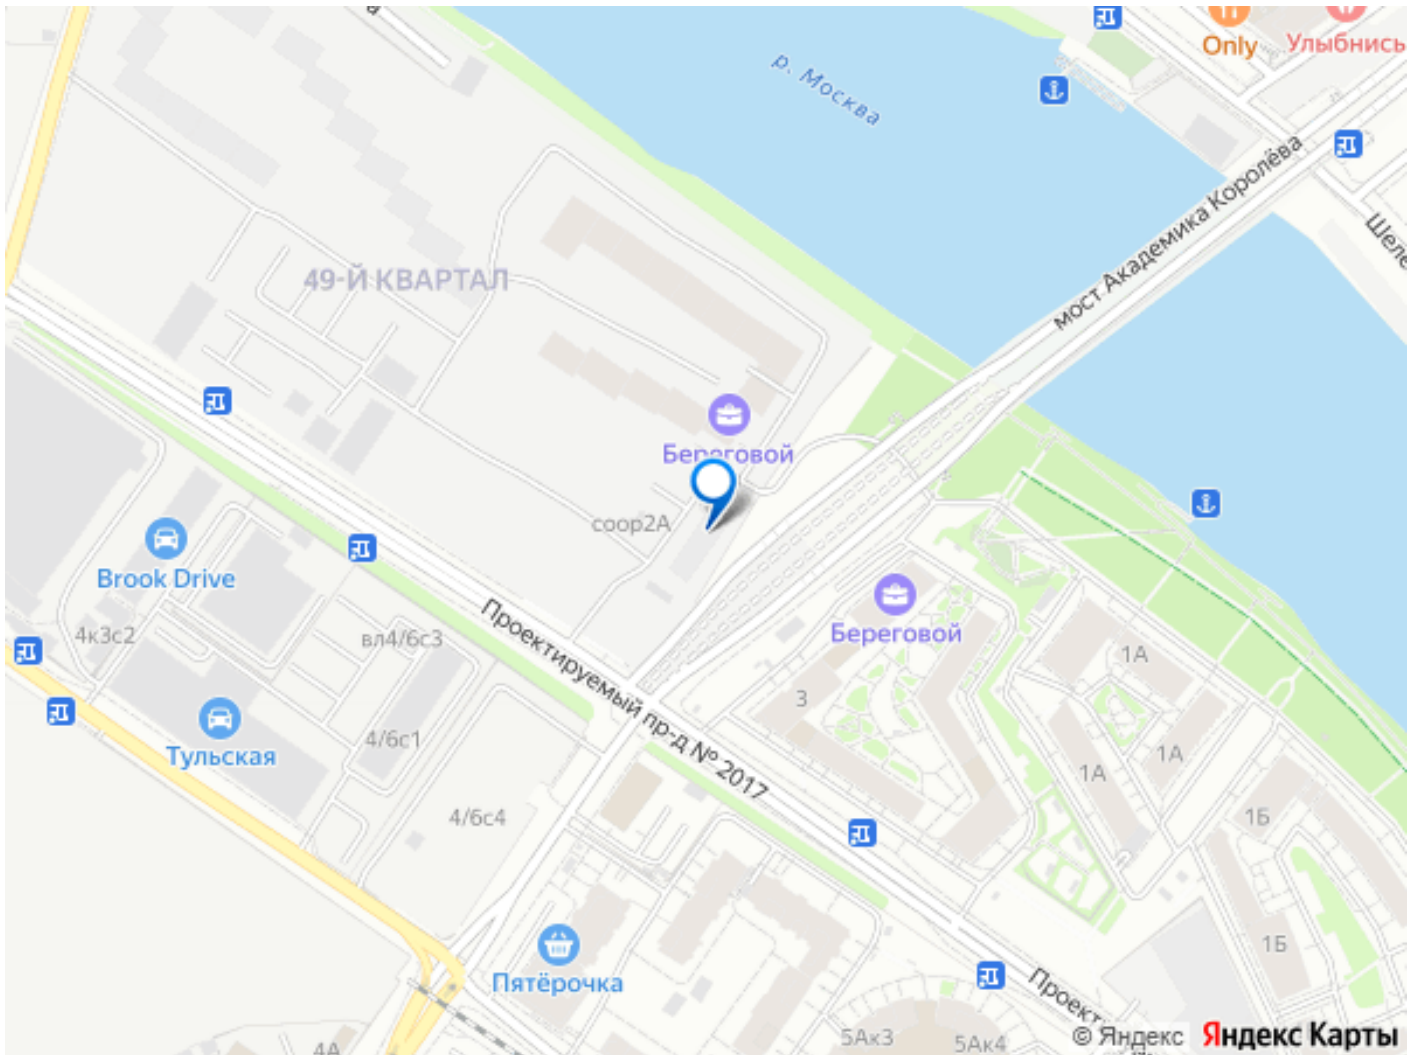 Only
Улыбнись
р. Москва
мост Академика Королёва
Шеле
49-Й КВАРТАЛ
Береговой
соор2А
Brook Drive
4к3с2
вл4/6с3
Проектируемый пр-д № 2017
Береговой
1А
3
Тульская
4/6с1
1А
1А
4/6с4
1Б
Пятёрочка
1Б
Проект
5Ак3
5Ак4
4А
© Яндекс Яндекс Карты